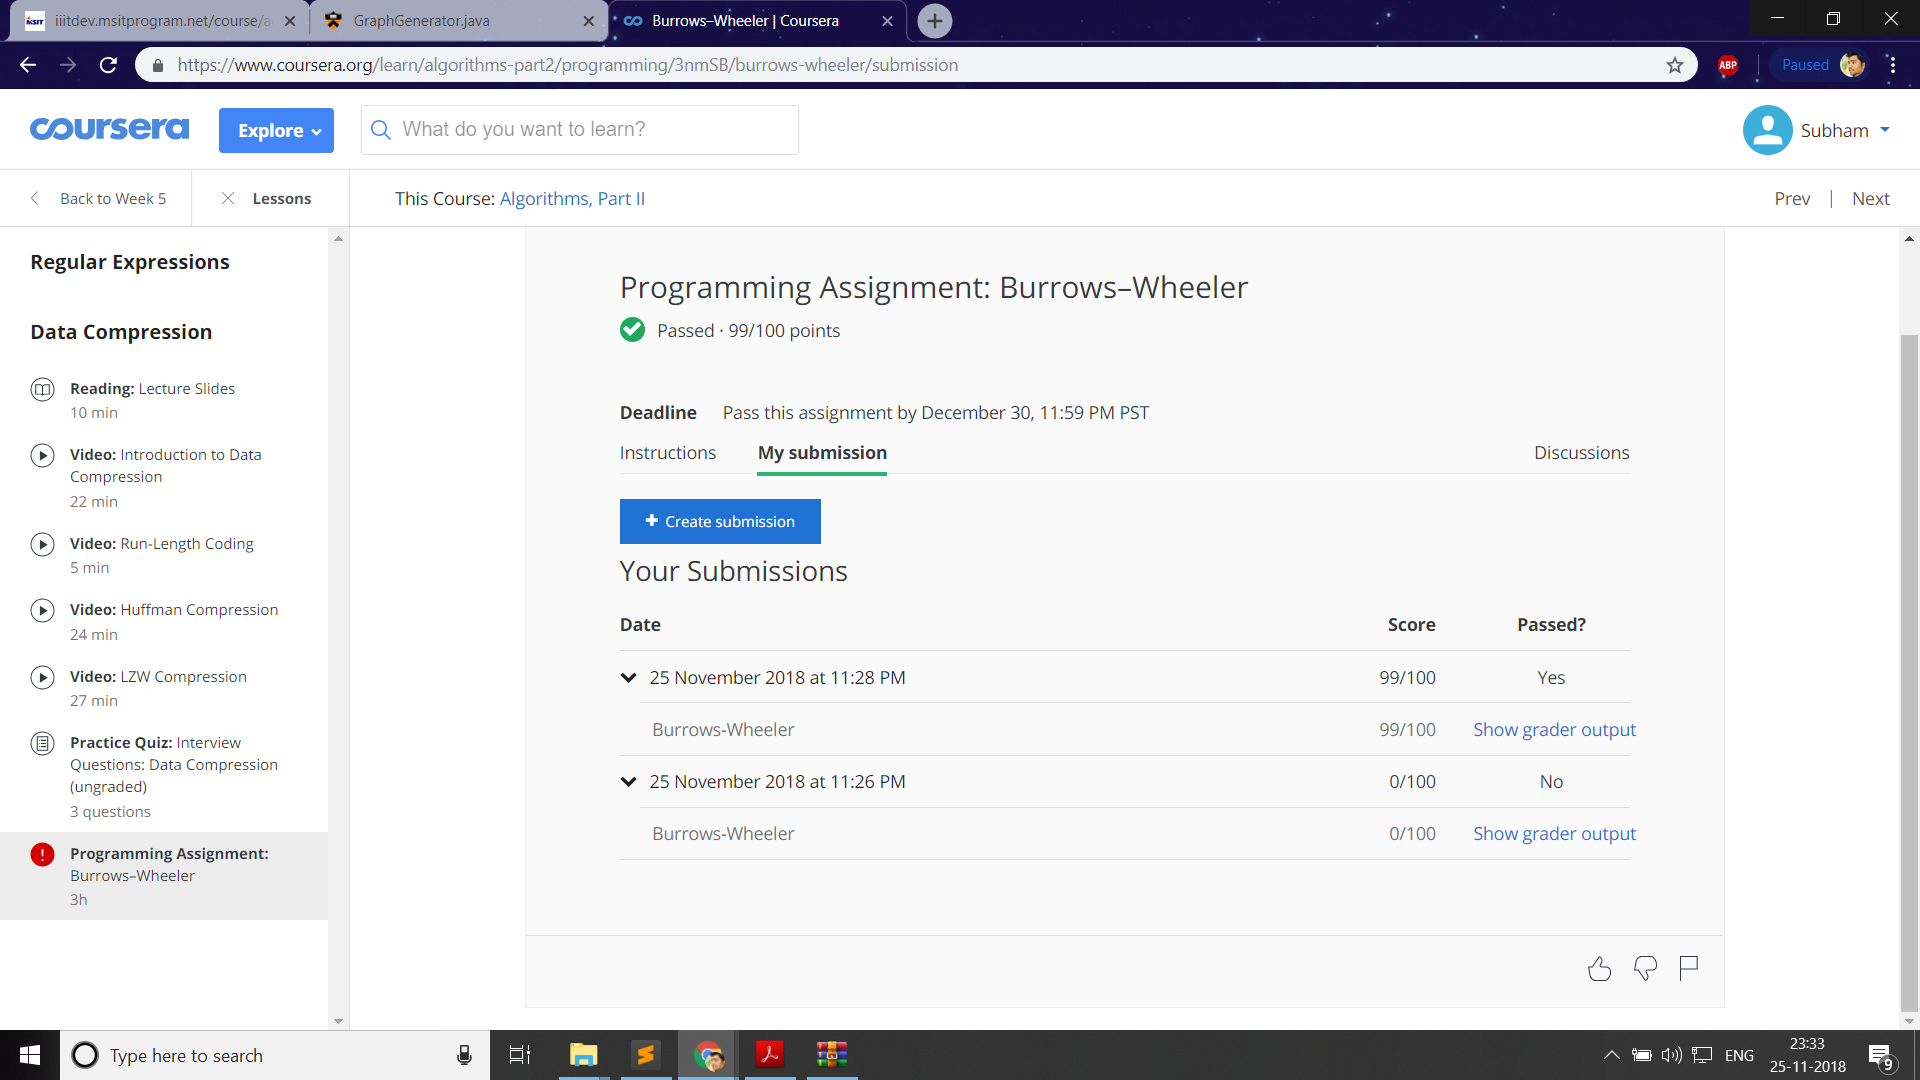 iiitdev.msitprogram.net/course/a
GraphGenerator.java
Burrows–Wheeler | Coursera
https://www.coursera.org/learn/algorithms-part2/programming/3nmSB/burrows-wheeler/submission
ABP
Paused
coursera
Explore
What do you want to learn?
Subham
Back to Week 5
Lessons
This Course: Algorithms, Part II
Prev | Next
Regular Expressions
Data Compression
Reading: Lecture Slides
10 min
Video: Introduction to Data
Compression
22 min
Video: Run-Length Coding
5 min
Video: Huffman Compression
24 min
Video: LZW Compression
27 min
Practice Quiz: Interview
Questions: Data Compression
(ungraded)
3 questions
Programming Assignment:
Burrows–Wheeler
3h
Programming Assignment: Burrows–Wheeler
Passed · 99/100 points
Deadline Pass this assignment by December 30, 11:59 PM PST
Instructions My submission Discussions
+ Create submission
Your Submissions
Date Score Passed?
25 November 2018 at 11:28 PM 99/100 Yes
Burrows-Wheeler 99/100 Show grader output
25 November 2018 at 11:26 PM 0/100 No
Burrows-Wheeler 0/100 Show grader output
Type here to search
ENG
23:33
25-11-2018
9